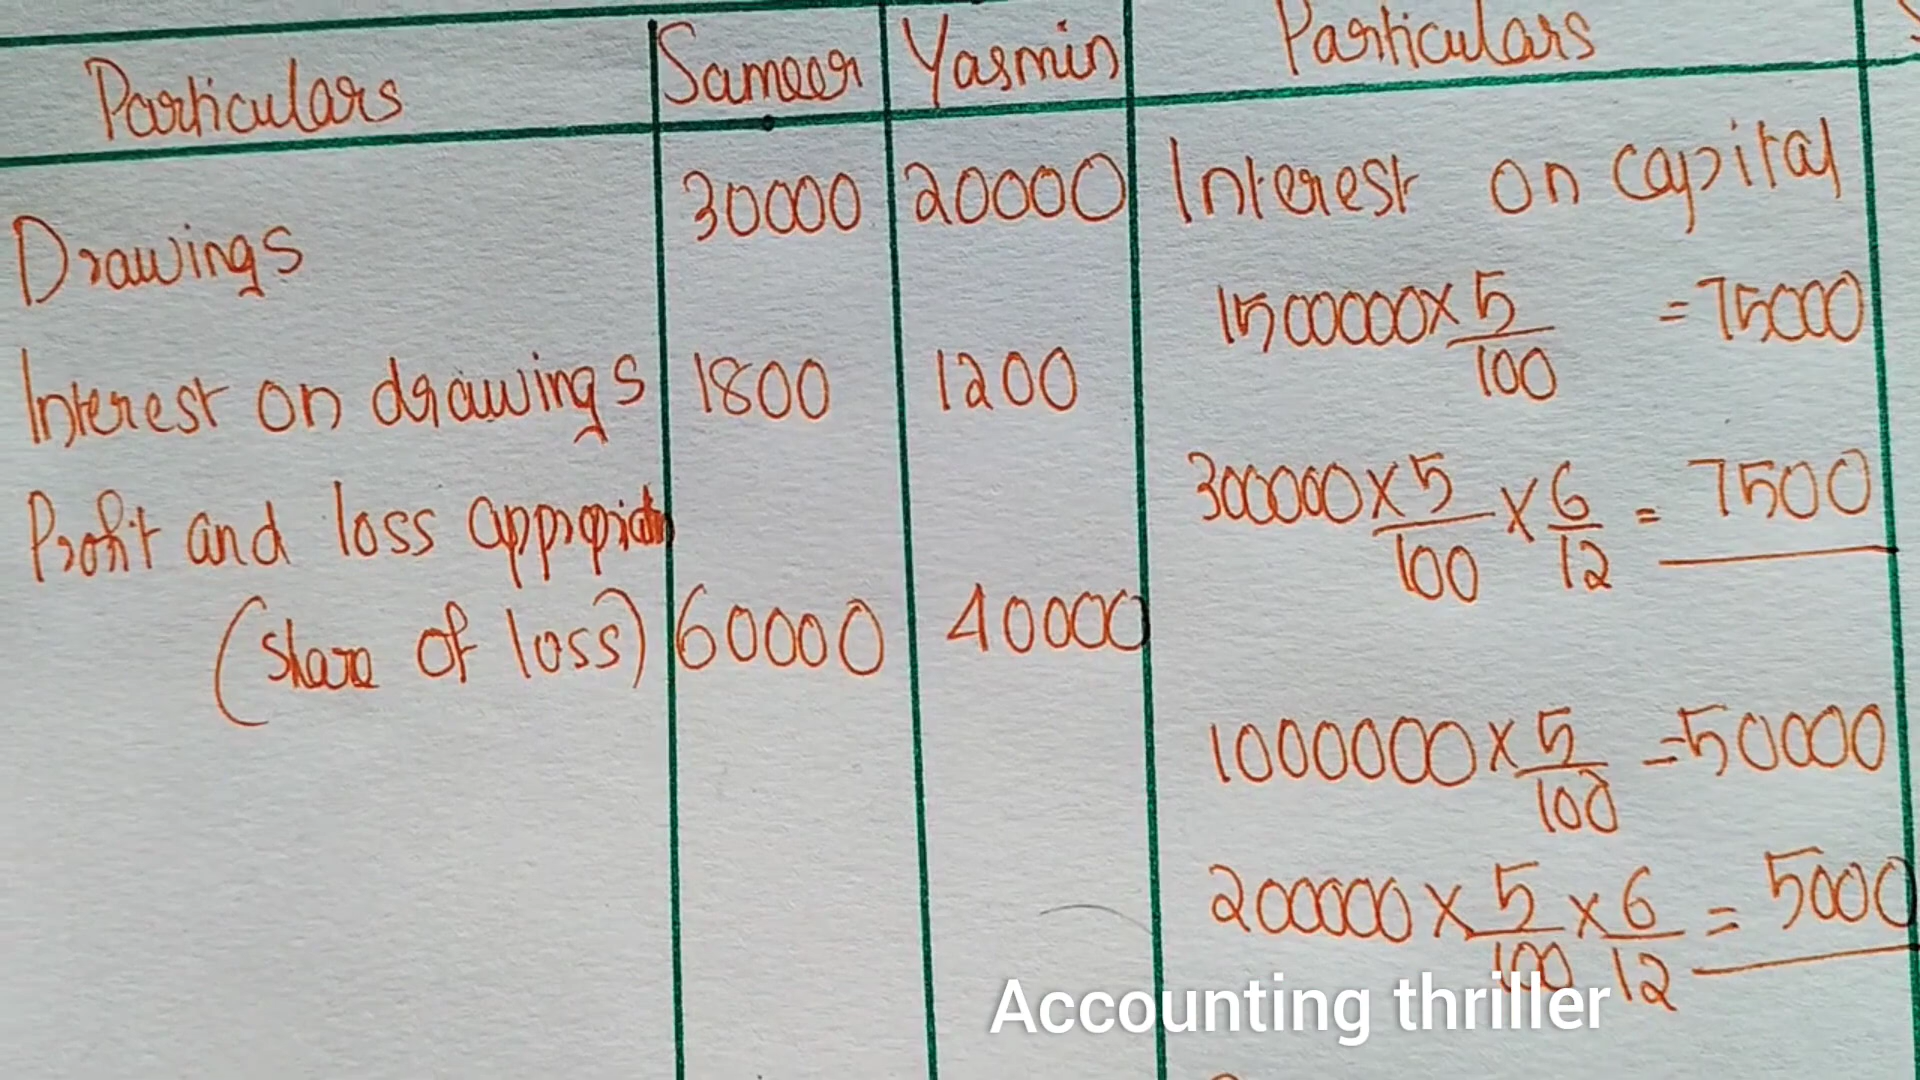 Particulars Sameer Yasmin Particulars
Drawings 30000 20000 Interest on capital
1500000 × 5/100 = 75000
Interest on drawings 1800 1200
300000 × 5/100 × 6/12 = 7500
Profit and loss
(Share of loss) 60000 40000
1000000 × 5/100 = 50000
200000 × 5/100 × 6/12 = 5000
Accounting thriller